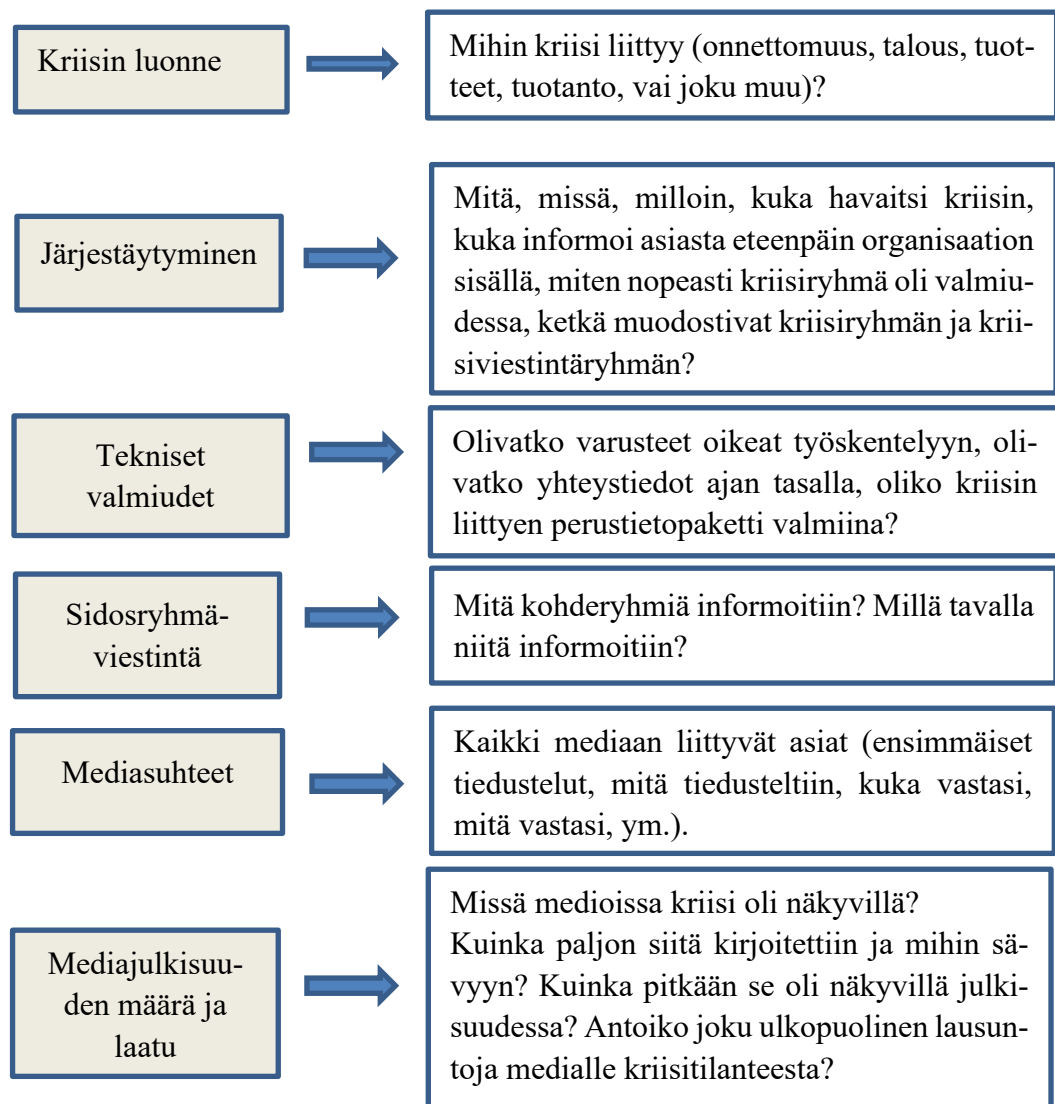 Kriisin luonne
Mihin kriisi liittyy (onnettomuus, talous, tuot-
teet, tuotanto, vai joku muu)?
Järjestäytyminen
Mitä, missä, milloin, kuka havaitsi kriisin,
kuka informoi asiasta eteenpäin organisaation
sisällä, miten nopeasti kriisiryhmä oli valmiu-
dessa, ketkä muodostivat kriisiryhmän ja krii-
siviestintäryhmän?
Tekniset
valmiudet
Olivatko varusteet oikeat työskentelyyn, oli-
vatko yhteystiedot ajan tasalla, oliko kriisin
liittyen perustietopaketti valmiina?
Sidosryhmä-
viestintä
Mitä kohderyhmiä informoitiin? Millä tavalla
niitä informoitiin?
Mediasuhteet
Kaikki mediaan liittyvät asiat (ensimmäiset
tiedustelut, mitä tiedusteltiin, kuka vastasi,
mitä vastasi, ym.).
Mediajulkisuu-
den määrä ja
laatu
Missä medioissa kriisi oli näkyvillä?
Kuinka paljon siitä kirjoitettiin ja mihin sä-
vyyn? Kuinka pitkään se oli näkyvillä julki-
suudessa? Antoiko joku ulkopuolinen lausun-
toja medialle kriisitilanteesta?